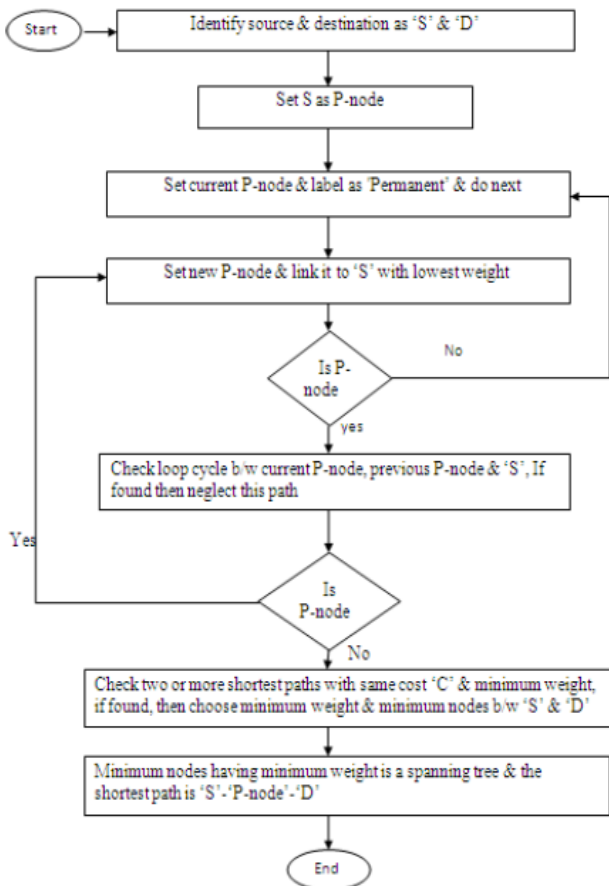 Start
Identify source & destination as ‘S’ & ‘D’
Set S as P-node
Set current P-node & label as ‘Permanent’ & do next
Set new P-node & link it to ‘S’ with lowest weight
Is P-
node
No
yes
Check loop cycle b/w current P-node, previous P-node & ‘S’, If
found then neglect this path
Yes
Is
P-node
No
Check two or more shortest paths with same cost ‘C’ & minimum weight,
if found, then choose minimum weight & minimum nodes b/w ‘S’ & ‘D’
Minimum nodes having minimum weight is a spanning tree & the
shortest path is ‘S’-‘P-node’-‘D’
End